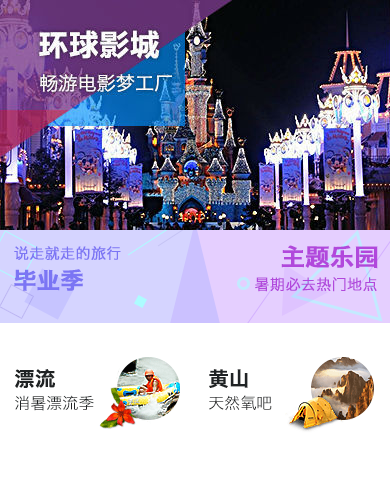 环球影城
畅游电影梦工厂
说走就走的旅行
毕业季
主题乐园
暑期必去热门地点
漂流
消暑漂流季
黄山
天然氧吧